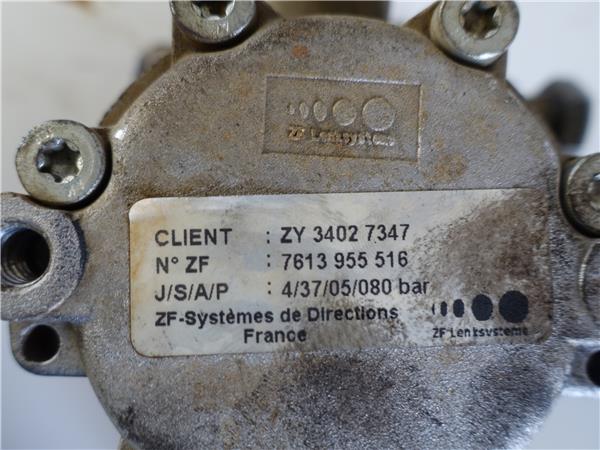 ZF Lenksysteme
CLIENT : ZY 3402 7347
N° ZF : 7613 955 516
J/S/A/P : 4/37/05/080 bar
ZF-Systèmes de Directions
France
ZF Lenksysteme